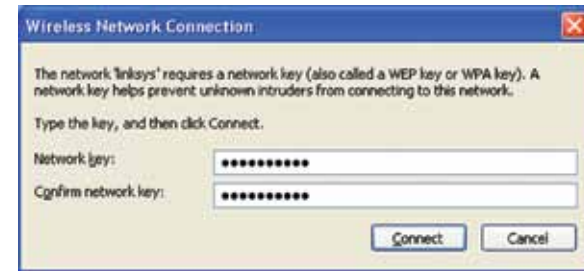 Wireless Network Connection
The network 'linksys' requires a network key (also called a WEP key or WPA key). A
network key helps prevent unknown intruders from connecting to this network.
Type the key, and then click Connect.
Network key: ••••••••••
Confirm network key: ••••••••••
Connect Cancel